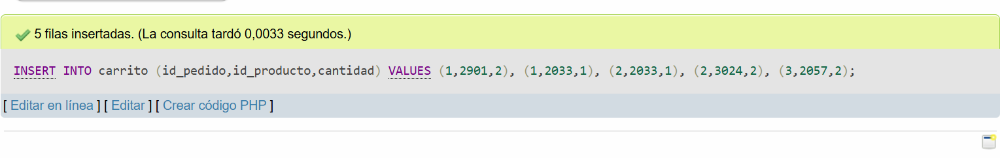 5 filas insertadas. (La consulta tardó 0,0033 segundos.)
INSERT INTO carrito (id_pedido,id_producto,cantidad) VALUES (1,2901,2), (1,2033,1), (2,2033,1), (2,3024,2), (3,2057,2);
[ Editar en línea ] [ Editar ] [ Crear código PHP ]